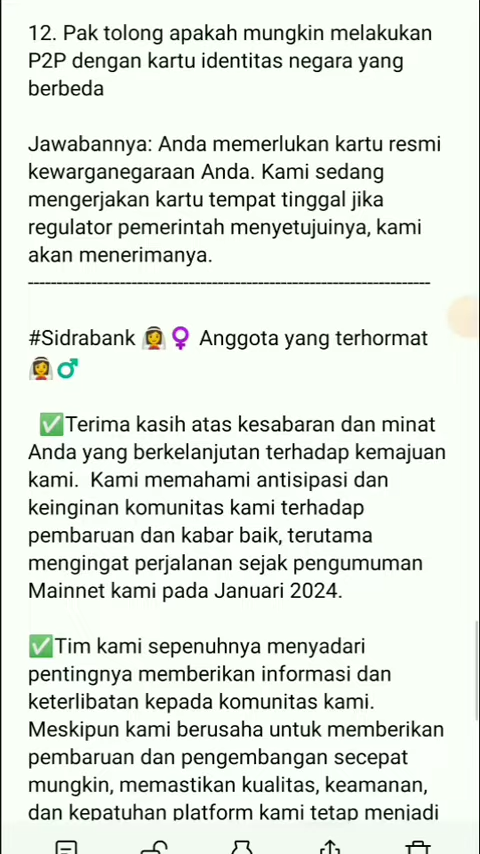 12. Pak tolong apakah mungkin melakukan
P2P dengan kartu identitas negara yang
berbeda
Jawabannya: Anda memerlukan kartu resmi
kewarganegaraan Anda. Kami sedang
mengerjakan kartu tempat tinggal jika
regulator pemerintah menyetujuinya, kami
akan menerimanya.
--------------------------------------------------------------------------
#Sidrabank 👰♀ Anggota yang terhormat
👰♂
✅Terima kasih atas kesabaran dan minat
Anda yang berkelanjutan terhadap kemajuan
kami. Kami memahami antisipasi dan
keinginan komunitas kami terhadap
pembaruan dan kabar baik, terutama
mengingat perjalanan sejak pengumuman
Mainnet kami pada Januari 2024.
✅Tim kami sepenuhnya menyadari
pentingnya memberikan informasi dan
keterlibatan kepada komunitas kami.
Meskipun kami berusaha untuk memberikan
pembaruan dan pengembangan secepat
mungkin, memastikan kualitas, keamanan,
dan kepatuhan platform kami tetap menjadi